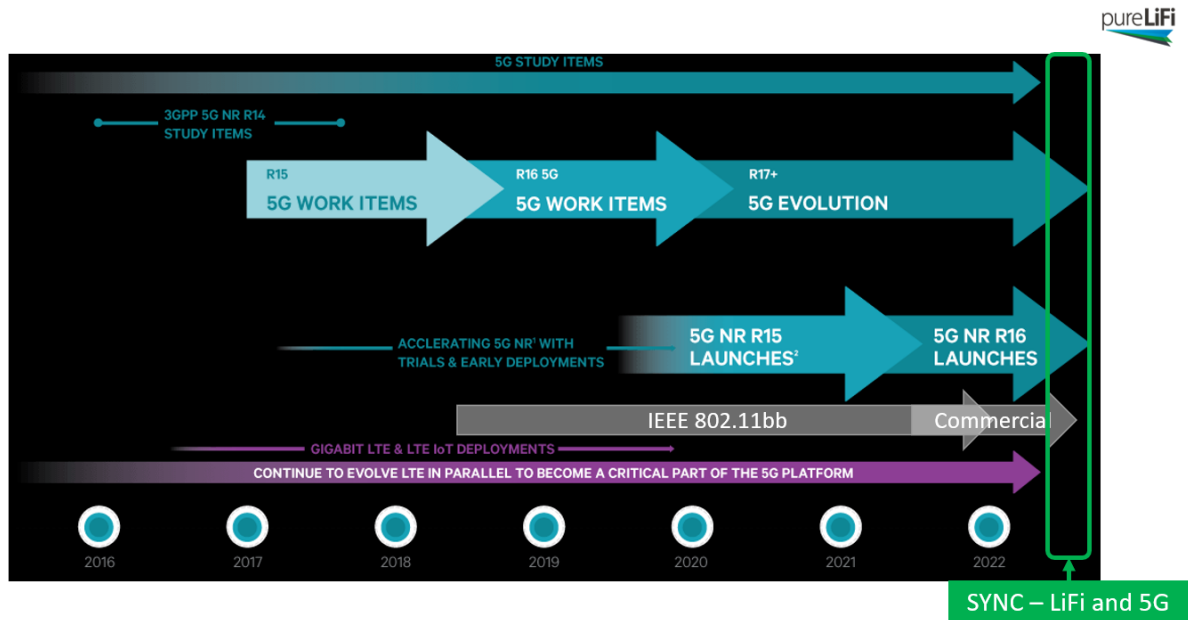 pureLiFi
5G STUDY ITEMS
3GPP 5G NR R14
STUDY ITEMS
R15
5G WORK ITEMS
R16 5G
5G WORK ITEMS
R17+
5G EVOLUTION
ACCLERATING 5G NR¹ WITH
TRIALS & EARLY DEPLOYMENTS
5G NR R15
LAUNCHES²
5G NR R16
LAUNCHES
IEEE 802.11bb
Commercial
GIGABIT LTE & LTE IoT DEPLOYMENTS
CONTINUE TO EVOLVE LTE IN PARALLEL TO BECOME A CRITICAL PART OF THE 5G PLATFORM
2016
2017
2018
2019
2020
2021
2022
SYNC – LiFi and 5G